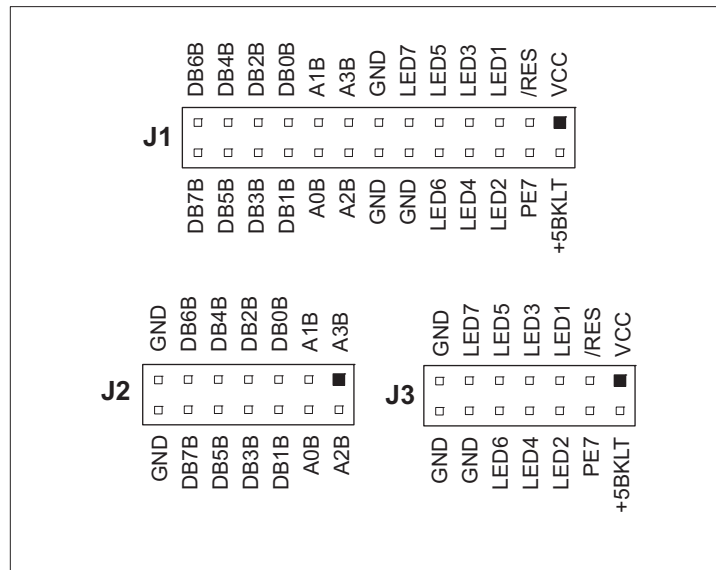 DB6B DB4B DB2B DB0B A1B A3B GND LED7 LED5 LED3 LED1 /RES VCC
J1
DB7B DB5B DB3B DB1B A0B A2B GND GND LED6 LED4 LED2 PE7 +5BKLT
GND DB6B DB4B DB2B DB0B A1B A3B
J2
GND DB7B DB5B DB3B DB1B A0B A2B
GND LED7 LED5 LED3 LED1 /RES VCC
J3
GND GND LED6 LED4 LED2 PE7 +5BKLT